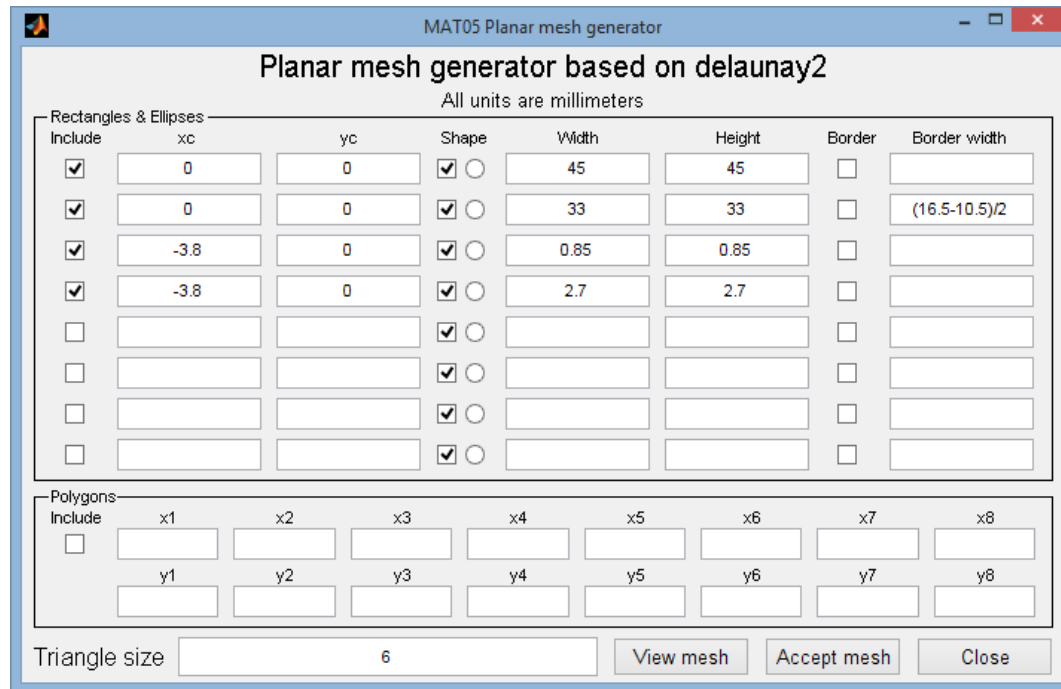 MAT05 Planar mesh generator
Planar mesh generator based on delaunay2
All units are millimeters
Rectangles & Ellipses
Include xc yc Shape Width Height Border Border width
0 0 45 45
0 0 33 33 (16.5-10.5)/2
-3.8 0 0.85 0.85
-3.8 0 2.7 2.7
Polygons
Include x1 x2 x3 x4 x5 x6 x7 x8
y1 y2 y3 y4 y5 y6 y7 y8
Triangle size 6 View mesh Accept mesh Close